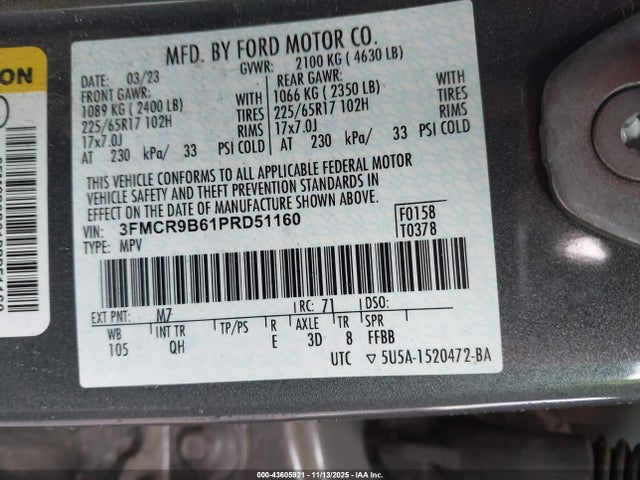 ON
MFD. BY FORD MOTOR CO.
DATE: 03/23 GVWR: 2100 KG ( 4630 LB)
FRONT GAWR: REAR GAWR:
1089 KG ( 2400 LB) WITH 1066 KG ( 2350 LB) WITH
225/65R17 102H TIRES 225/65R17 102H TIRES
17x7.0J RIMS 17x7.0J RIMS
AT 230 kPa/ 33 PSI COLD AT 230 kPa/ 33 PSI COLD
THIS VEHICLE CONFORMS TO ALL APPLICABLE FEDERAL MOTOR
VEHICLE SAFETY AND THEFT PREVENTION STANDARDS IN
EFFECT ON THE DATE OF MANUFACTURE SHOWN ABOVE.
VIN: 3FMCR9B61PRD51160 F0158
TYPE: MPV T0378
EXT PNT: M7 RC: 71 DSO:
WB INT TR TP/PS R AXLE TR SPR
105 QH E 3D 8 FFBB
UTC ▽ 5U5A-1520472-BA
000-43605921 - 11/13/2025 - IAA Inc.